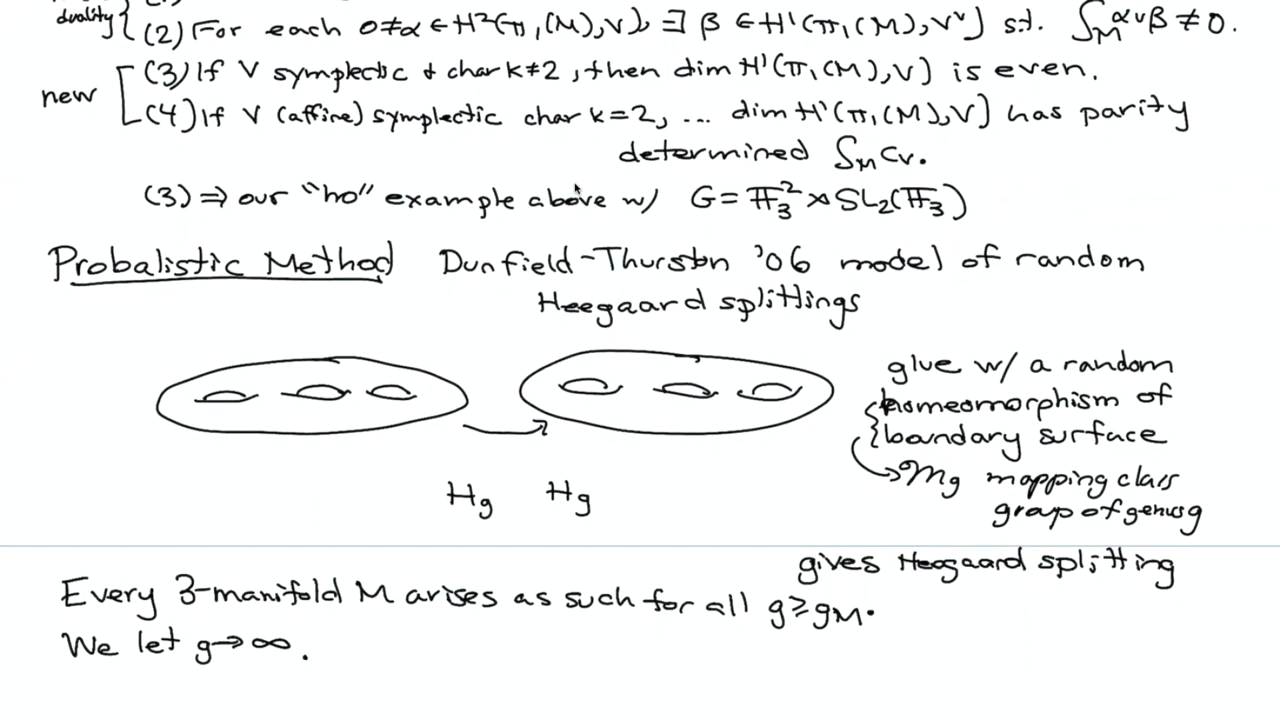 duality { (2) For each 0≠α∈H²(π₁(M),V), ∃ β∈H¹(π₁(M),V^∨) s.t. ∫_M α∪β ≠ 0.
(3) If V symplectic & char k≠2, then dim H¹(π₁(M),V) is even.
new
(4) If V (affine) symplectic char k=2, ... dim H¹(π₁(M),V) has parity
determined ∫_M c_V.
(3) ⇒ our "no" example above w/ G = F₃² ⋊ SL₂(F₃)
Probalistic Method Dunfield-Thurston '06 model of random
Heegaard splittings
glue w/ a random
homeomorphism of
boundary surface
Mg mapping class
group of genus g
Hg Hg
gives Heegaard splitting
Every 3-manifold M arises as such for all g ≥ g_M.
We let g→∞.